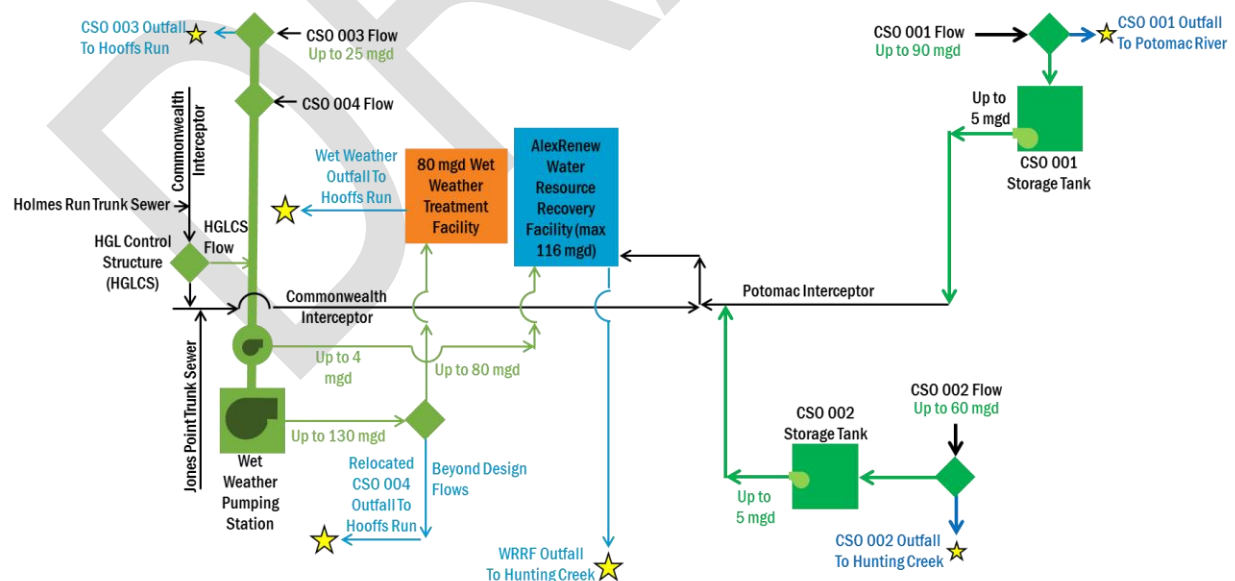 CSO 003 Outfall
To Hooffs Run
CSO 003 Flow
Up to 25 mgd
CSO 004 Flow
CSO 001 Flow
Up to 90 mgd
CSO 001 Outfall
To Potomac River
Up to
5 mgd
CSO 001
Storage Tank
Commonwealth
Interceptor
Holmes Run Trunk Sewer
HGL Control
Structure
(HGLCS)
HGLCS
Flow
Wet Weather
Outfall To
Hooffs Run
80 mgd Wet
Weather
Treatment
Facility
AlexRenew
Water
Resource
Recovery
Facility (max
116 mgd)
Commonwealth
Interceptor
Potomac Interceptor
Jones Point Trunk Sewer
Up to 4
mgd
Up to 80 mgd
Up to 130 mgd
Wet
Weather
Pumping
Station
Relocated
CSO 004
Outfall To
Hooffs Run
Beyond Design
Flows
WRRF Outfall
To Hunting Creek
CSO 002
Storage Tank
CSO 002 Flow
Up to 60 mgd
Up to
5 mgd
CSO 002 Outfall
To Hunting Creek